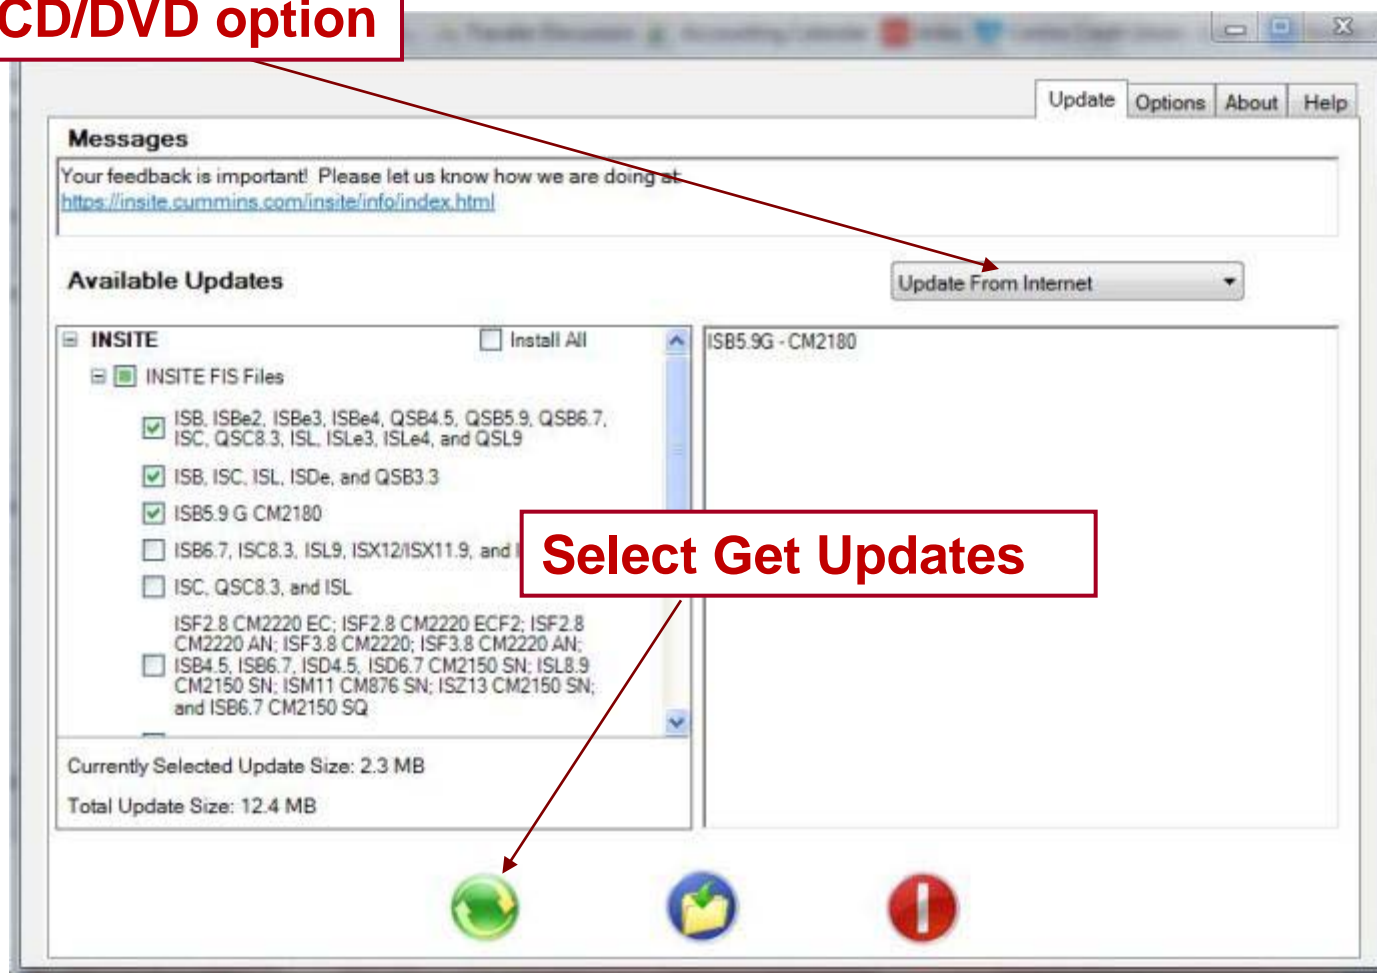 CD/DVD option
Update Options About Help
Messages
Your feedback is important! Please let us know how we are doing at:
https://insite.cummins.com/insite/info/index.html
Available Updates
Update From Internet
INSITE
Install All
ISB5.9G - CM2180
INSITE FIS Files
ISB, ISBe2, ISBe3, ISBe4, QSB4.5, QSB5.9, QSB6.7,
ISC, QSC8.3, ISL, ISLe3, ISLe4, and QSL9
ISB, ISC, ISL, ISDe, and QSB3.3
ISB5.9 G CM2180
ISB6.7, ISC8.3, ISL9, ISX12/ISX11.9, and
Select Get Updates
ISC, QSC8.3, and ISL
ISF2.8 CM2220 EC; ISF2.8 CM2220 ECF2; ISF2.8
CM2220 AN; ISF3.8 CM2220; ISF3.8 CM2220 AN;
ISB4.5, ISB6.7, ISD4.5, ISD6.7 CM2150 SN; ISL8.9
CM2150 SN; ISM11 CM876 SN; ISZ13 CM2150 SN;
and ISB6.7 CM2150 SQ
Currently Selected Update Size: 2.3 MB
Total Update Size: 12.4 MB